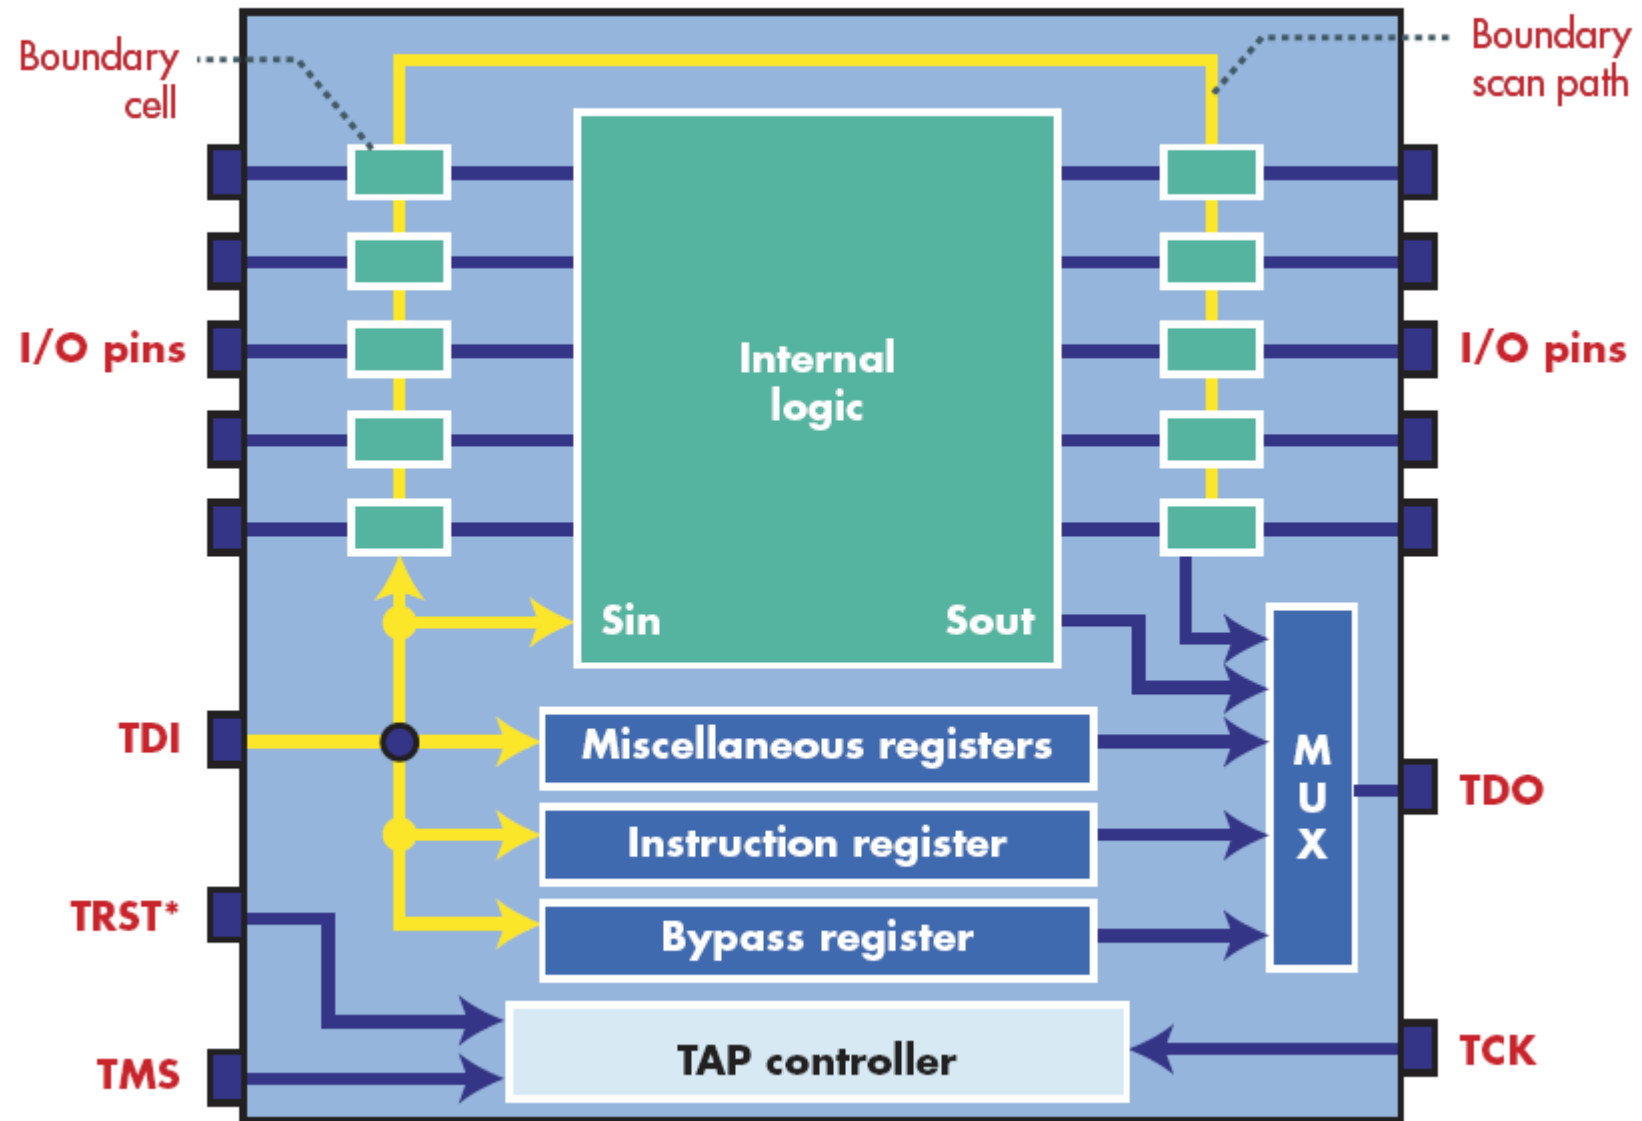 Boundary
cell
Boundary
scan path
I/O pins
Internal
logic
I/O pins
Sin
Sout
TDI
Miscellaneous registers
M
U
X
TDO
Instruction register
TRST*
Bypass register
TMS
TAP controller
TCK